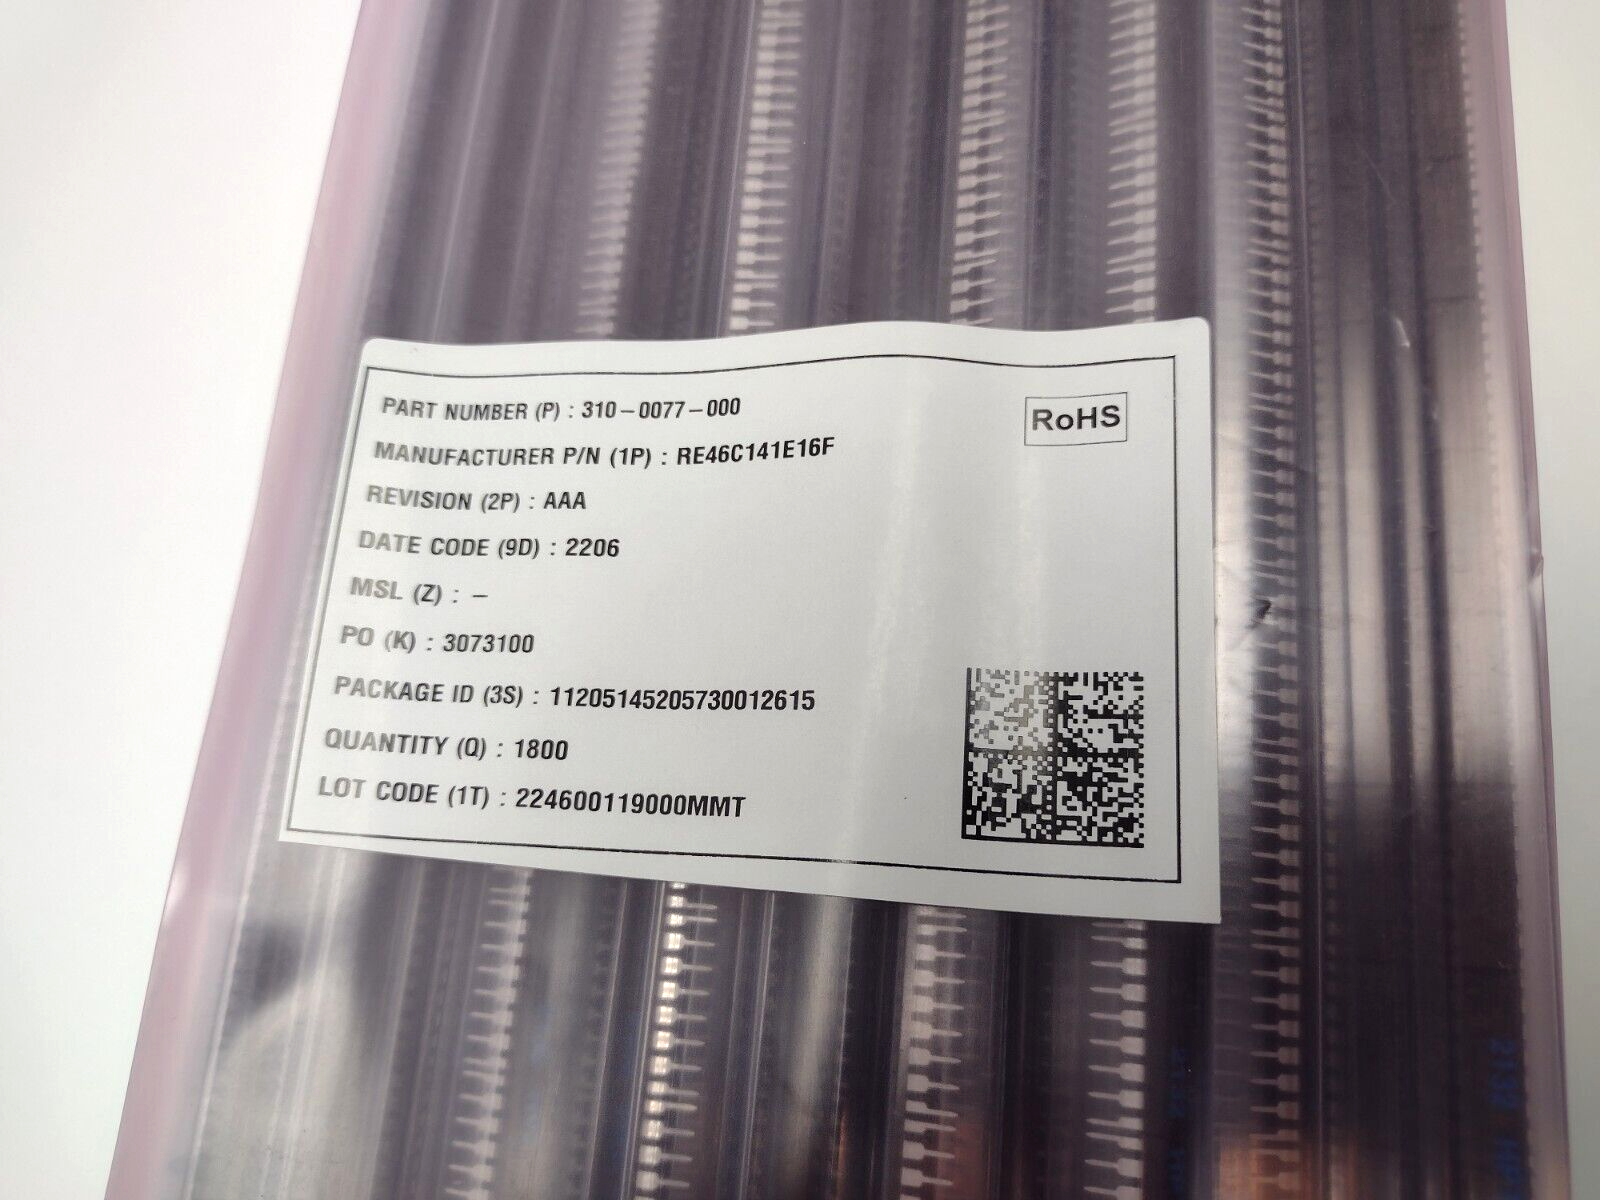 PART NUMBER (P) : 310-0077-000
RoHS
MANUFACTURER P/N (1P) : RE46C141E16F
REVISION (2P) : AAA
DATE CODE (9D) : 2206
MSL (Z) : -
PO (K) : 3073100
PACKAGE ID (3S) : 11205145205730012615
QUANTITY (Q) : 1800
LOT CODE (1T) : 224600119000MMT